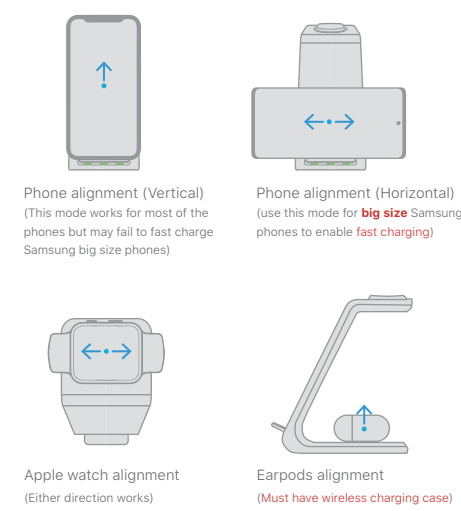 Phone alignment (Vertical)
(This mode works for most of the
phones but may fail to fast charge
Samsung big size phones)
Phone alignment (Horizontal)
(use this mode for big size Samsung
phones to enable fast charging)
Apple watch alignment
(Either direction works)
Earpods alignment
(Must have wireless charging case)